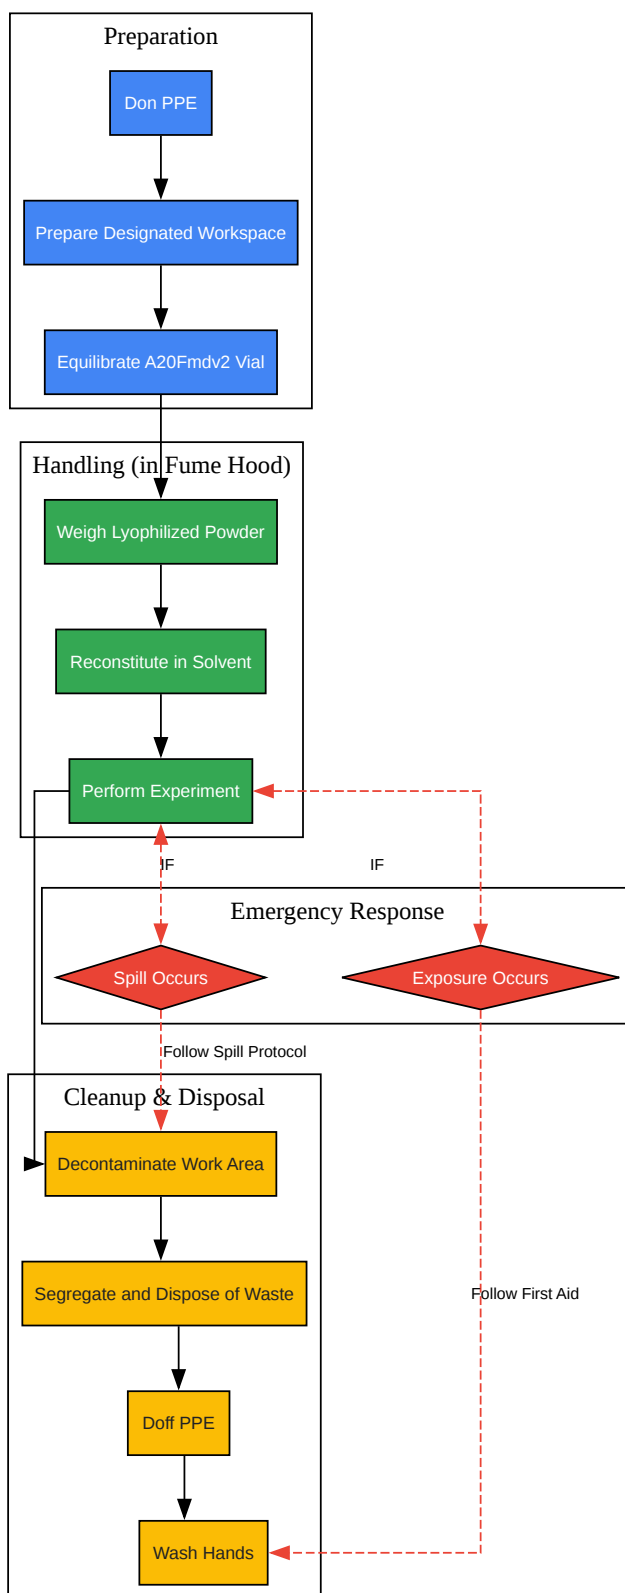 Preparation
Don PPE
Prepare Designated Workspace
Equilibrate A20Fmdv2 Vial
Handling (in Fume Hood)
Weigh Lyophilized Powder
Reconstitute in Solvent
Perform Experiment
IF
IF
Emergency Response
Spill Occurs
Exposure Occurs
Follow Spill Protocol
Cleanup & Disposal
Decontaminate Work Area
Segregate and Dispose of Waste
Follow First Aid
Doff PPE
Wash Hands